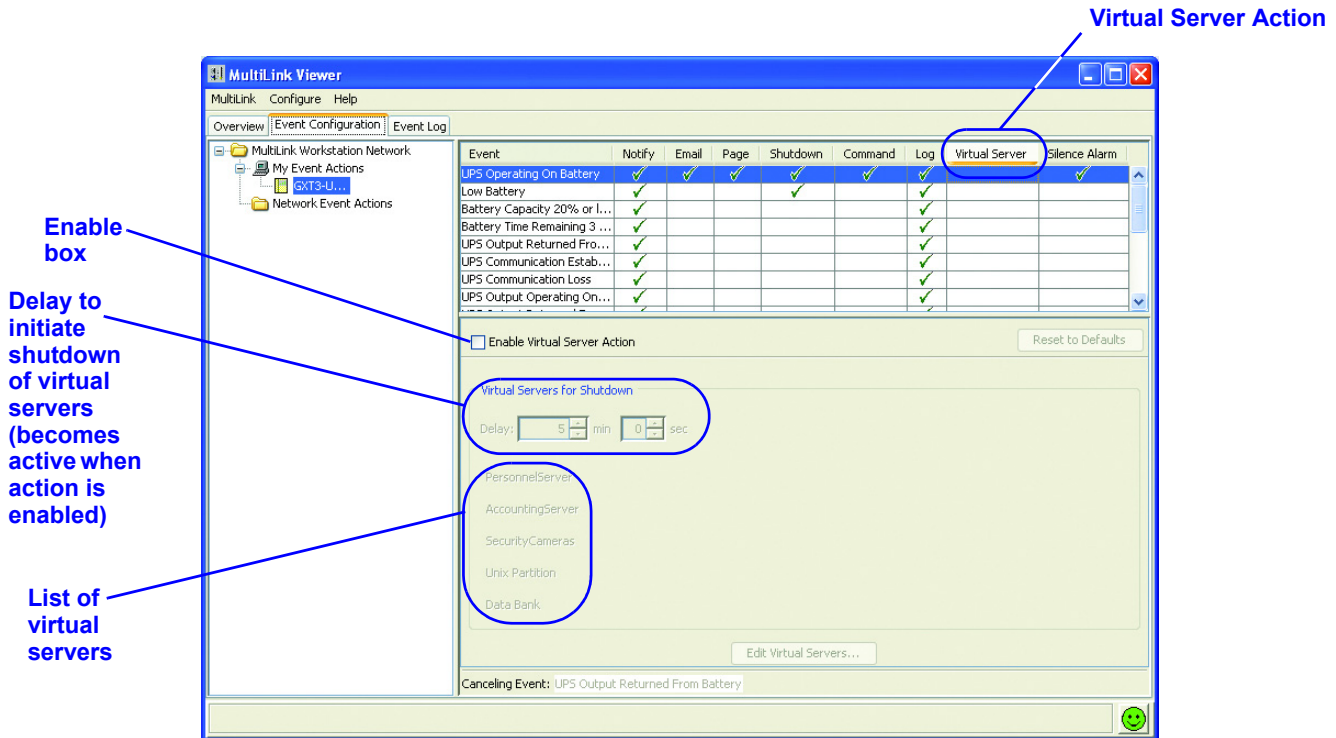 Virtual Server Action
MultiLink Viewer
MultiLink Configure Help
Overview Event Configuration Event Log
MultiLink Workstation Network
My Event Actions
GXT3-U...
Network Event Actions
Event Notify Email Page Shutdown Command Log Virtual Server Silence Alarm
UPS Operating On Battery
Low Battery
Battery Capacity 20% or l...
Battery Time Remaining 3 ...
UPS Output Returned Fro...
UPS Communication Estab...
UPS Communication Loss
UPS Output Operating On...
Enable
box
Delay to
initiate
shutdown
of virtual
servers
(becomes
active when
action is
enabled)
List of
virtual
servers
Enable Virtual Server Action
Reset to Defaults
Virtual Servers for Shutdown
Delay: 5 min 0 sec
PersonnelServer
AccountingServer
SecurityCameras
Unix Partition
Data Bank
Edit Virtual Servers...
Canceling Event: UPS Output Returned From Battery